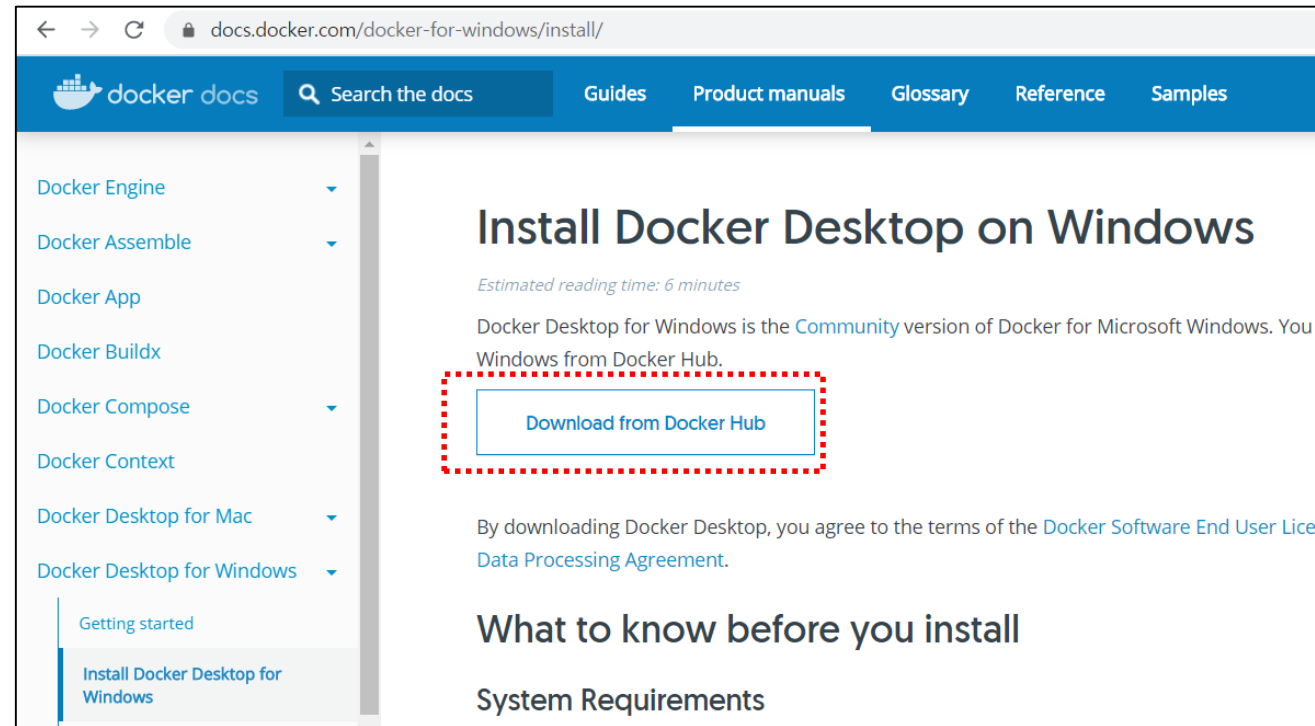 docs.docker.com/docker-for-windows/install/
docker docs
Search the docs
Guides
Product manuals
Glossary
Reference
Samples
Docker Engine
Docker Assemble
Docker App
Docker Buildx
Docker Compose
Docker Context
Docker Desktop for Mac
Docker Desktop for Windows
Getting started
Install Docker Desktop for
Windows
Install Docker Desktop on Windows
Estimated reading time: 6 minutes
Docker Desktop for Windows is the Community version of Docker for Microsoft Windows. You
Windows from Docker Hub.
Download from Docker Hub
By downloading Docker Desktop, you agree to the terms of the Docker Software End User Lice
Data Processing Agreement.
What to know before you install
System Requirements